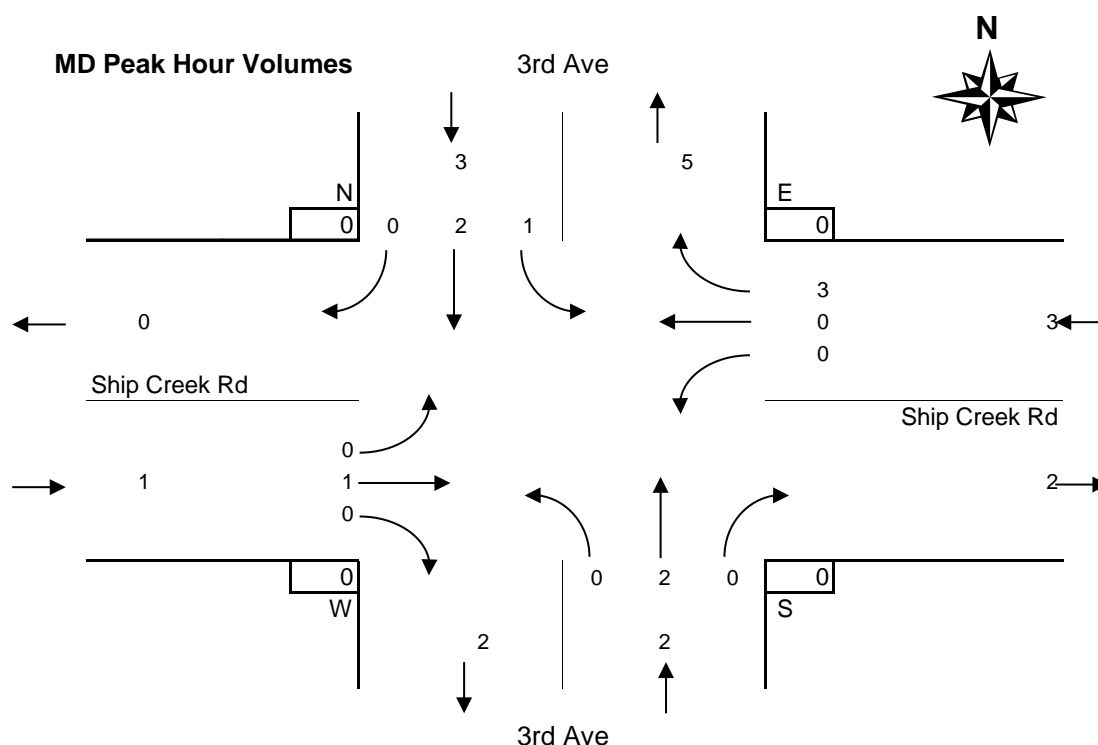 N
MD Peak Hour Volumes 3rd Ave
3 5
N E
0 0 2 1 0
3
0 0 3
0
Ship Creek Rd
Ship Creek Rd
0
1 1 2
0
0 0 2 0 0
W S
2 2
3rd Ave